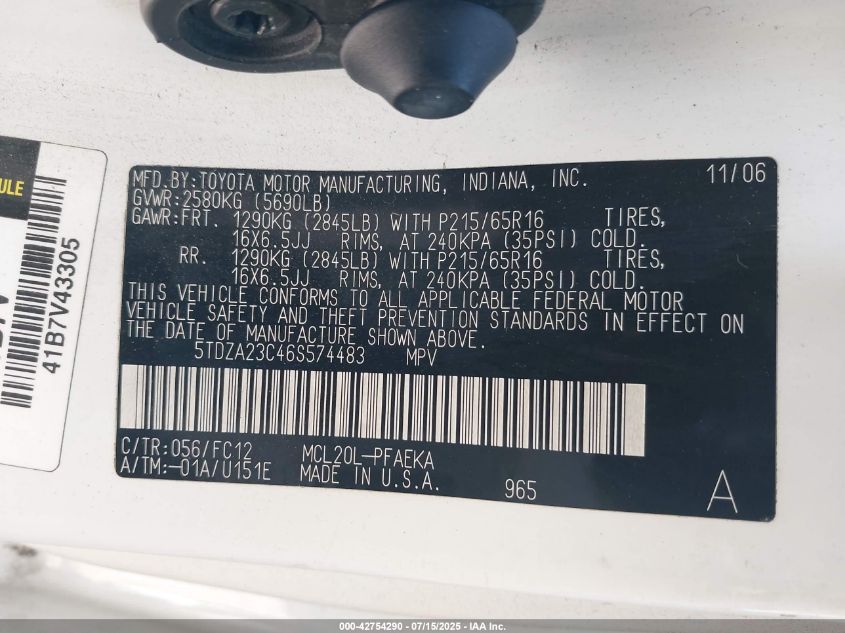 MFD.BY:TOYOTA MOTOR MANUFACTURING, INDIANA, INC. 11/06
GVWR:2580KG (5690LB)
GAWR:FRT. 1290KG (2845LB) WITH P215/65R16 TIRES,
16X6.5JJ RIMS, AT 240KPA (35PSI) COLD.
RR. 1290KG (2845LB) WITH P215/65R16 TIRES,
16X6.5JJ RIMS, AT 240KPA (35PSI) COLD.
THIS VEHICLE CONFORMS TO ALL APPLICABLE FEDERAL MOTOR
VEHICLE SAFETY AND THEFT PREVENTION STANDARDS IN EFFECT ON
THE DATE OF MANUFACTURE SHOWN ABOVE.
5TDZA23C46S574483 MPV
C/TR:056/FC12 MCL20L-PFAEKA
A/TM:-01A/U151E MADE IN U.S.A. 965 A
ULE
41B7V43305
000-42754290 - 07/15/2025 - IAA Inc.